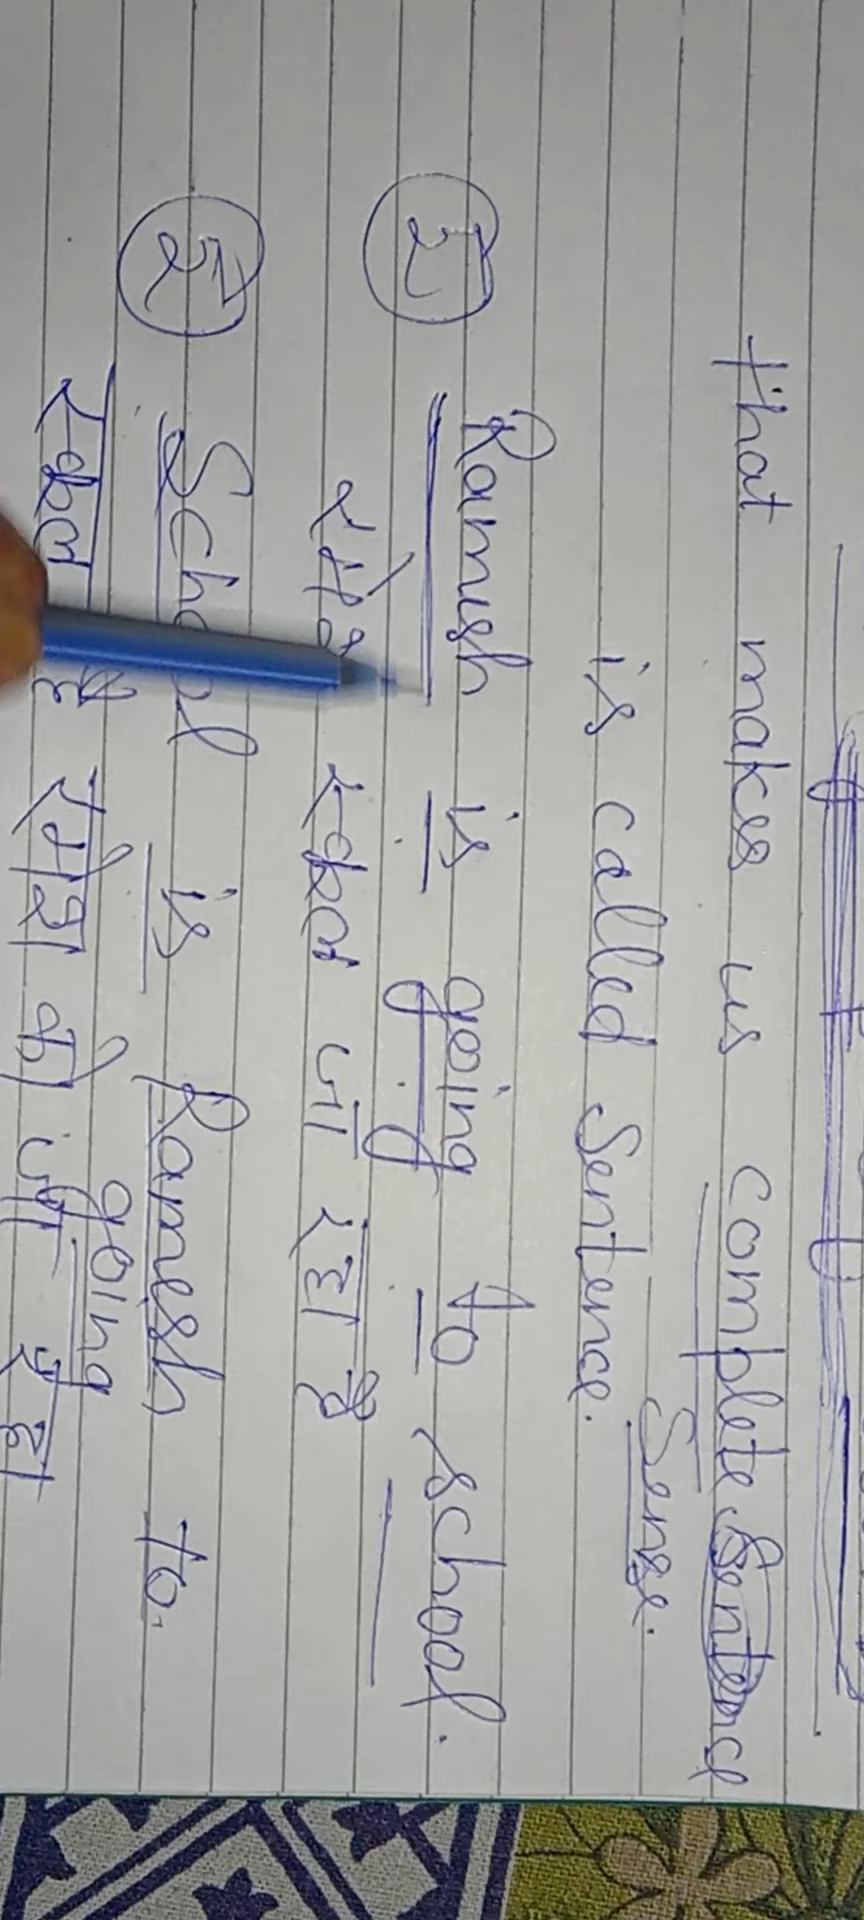 that makes us complete Sentence
Sense.
is called Sentence.
1 Ramesh is going to school.
स्कूल जा रहा है
2 School is Ramesh to.
going
स्कूल है रमेश को जा रहा